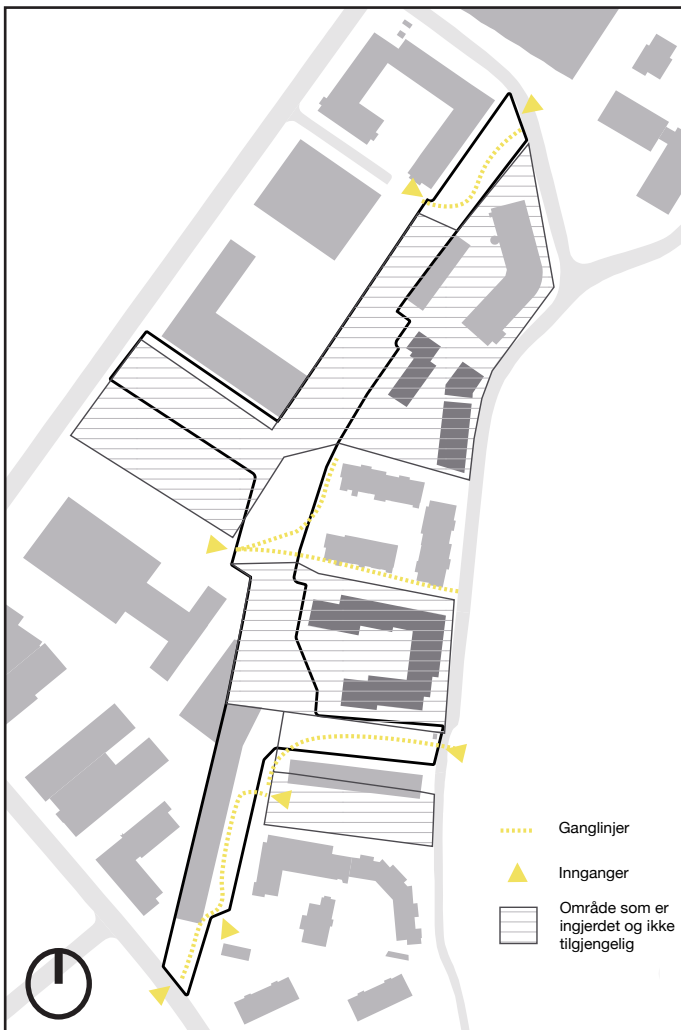 Ganglinjer
Innganger
Område som er
ingjerdet og ikke
tilgjengelig